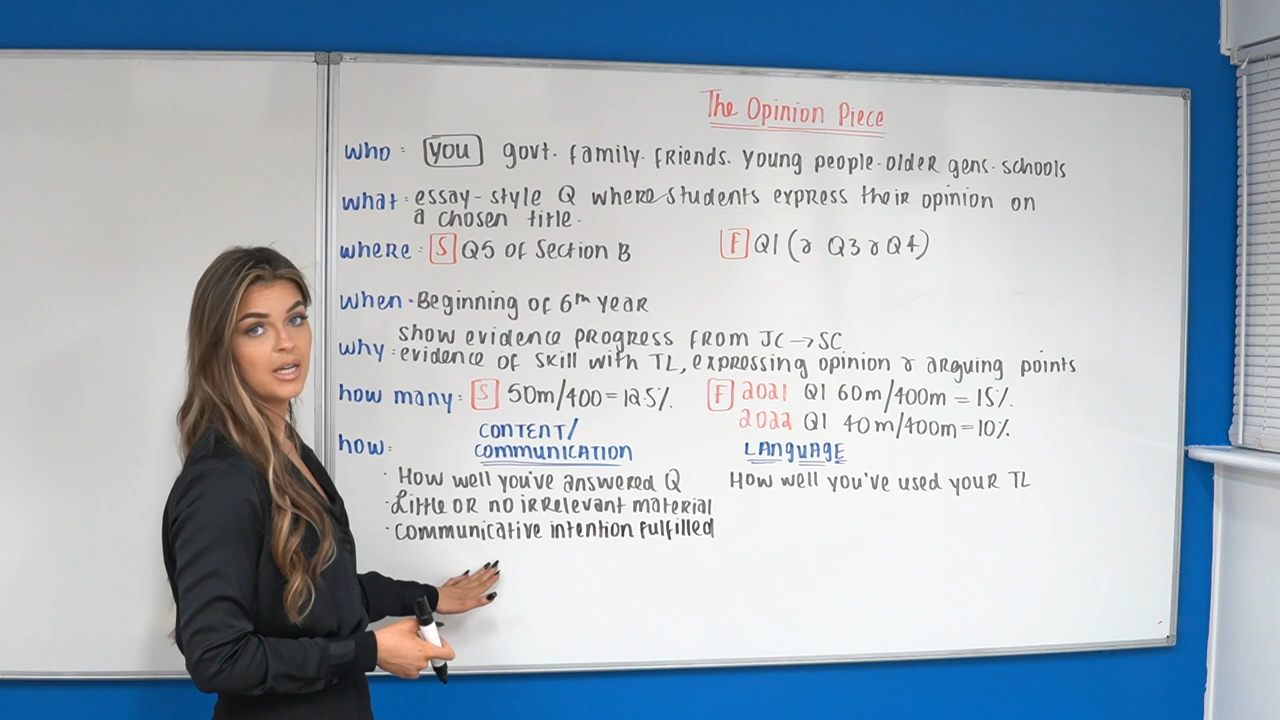 The Opinion Piece
who: you govt. family. friends. young people. older gens. schools
what: essay-style Q where students express their opinion on
a chosen title.
where: S Q5 of Section B F Q1 (& Q3 & Q4)
when. Beginning of 6th year
show evidence progress from JC → SC
why: evidence of skill with TL, exprossing opinion & arguing points
how many: S 50m/400 = 12.5%. F 2021 Q1 60m/400m = 15%.
2022 Q1 40m/400m = 10%.
how: CONTENT/ COMMUNICATION LANGUAGE
· How well you've answered Q How well you've used your TL
· Little or no irrelevant material
· Communicative intention fulfilled